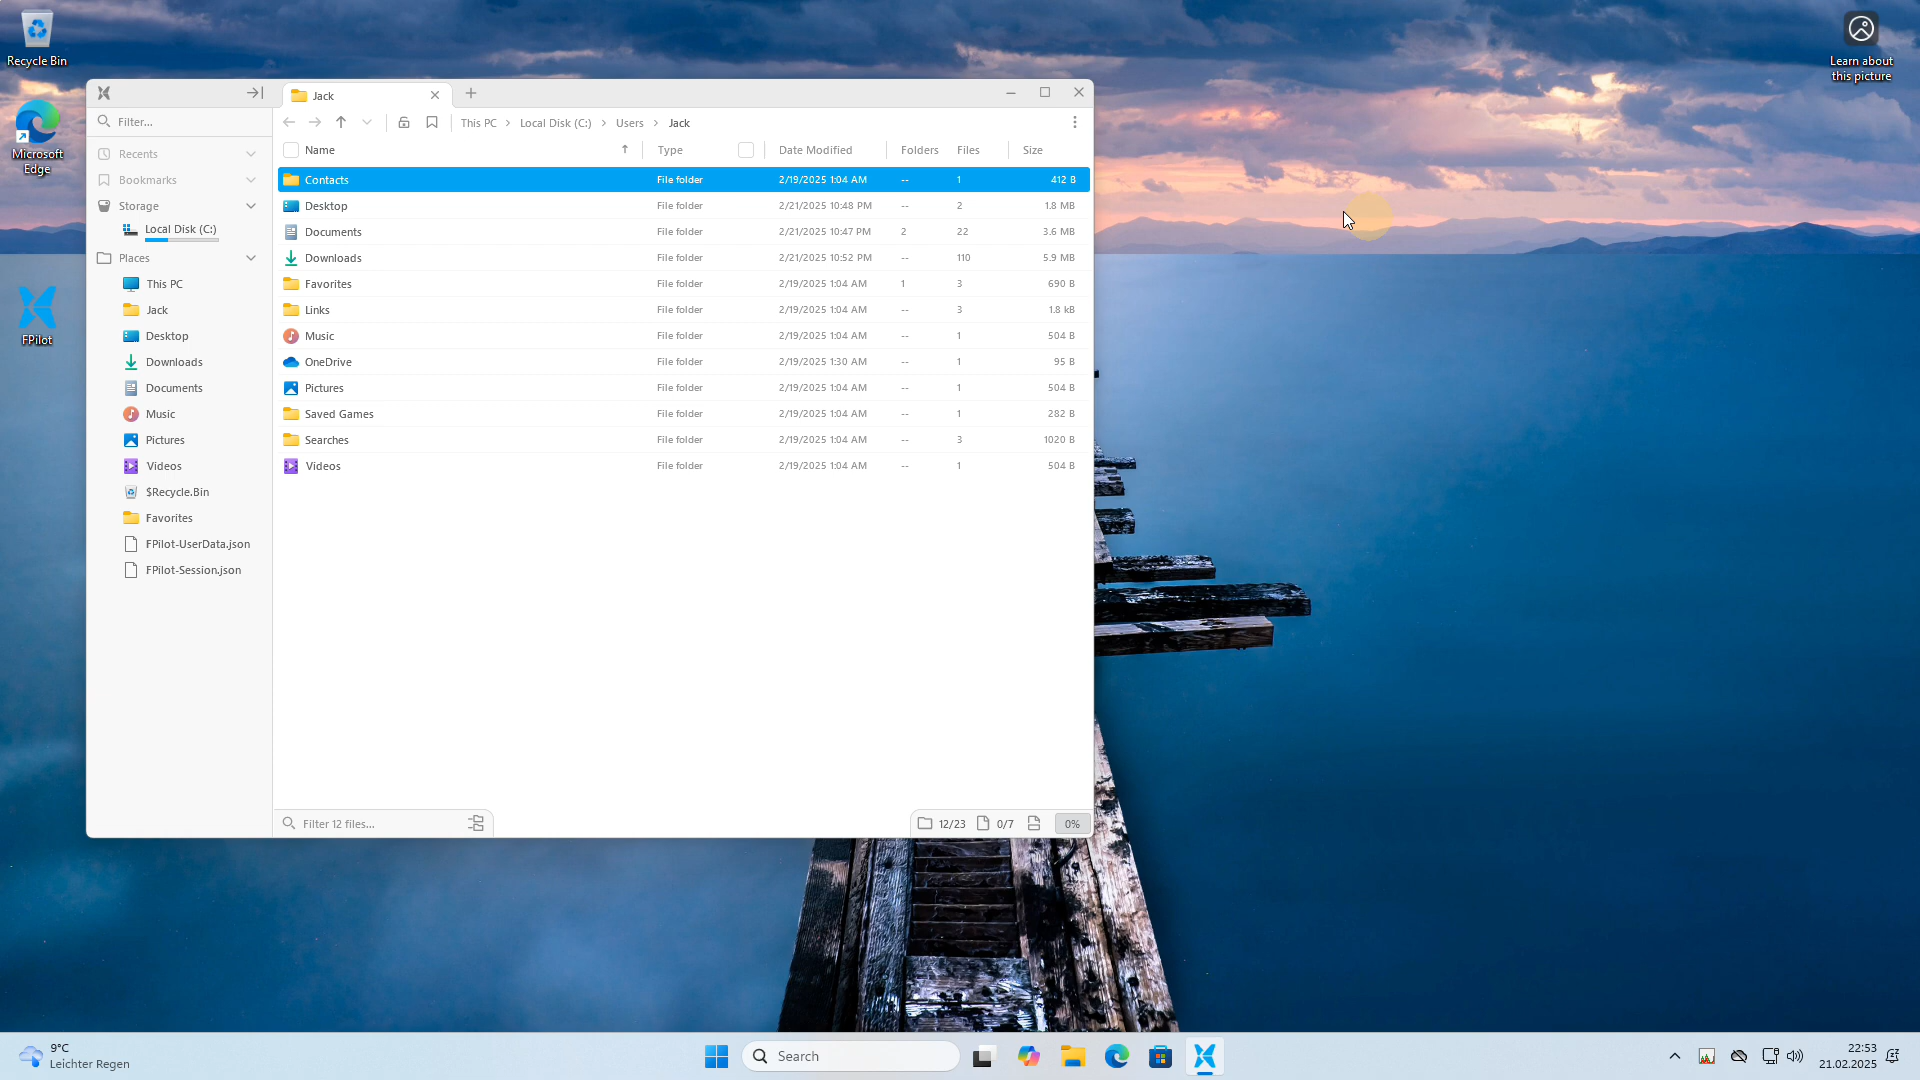 Recycle Bin
Learn about
this picture
Microsoft
Edge
FPilot
Jack
Filter...
This PC
Local Disk (C:)
Users
Jack
Recents
Bookmarks
Storage
Local Disk (C:)
Places
This PC
Jack
Desktop
Downloads
Documents
Music
Pictures
Videos
$Recycle.Bin
Favorites
FPilot-UserData.json
FPilot-Session.json
Name Type Date Modified Folders Files Size
Contacts File folder 2/19/2025 1:04 AM -- 1 412 B
Desktop File folder 2/21/2025 10:48 PM -- 2 1.8 MB
Documents File folder 2/21/2025 10:47 PM 2 22 3.6 MB
Downloads File folder 2/21/2025 10:52 PM -- 110 5.9 MB
Favorites File folder 2/19/2025 1:04 AM 1 3 690 B
Links File folder 2/19/2025 1:04 AM -- 3 1.8 kB
Music File folder 2/19/2025 1:04 AM -- 1 504 B
OneDrive File folder 2/19/2025 1:30 AM -- 1 95 B
Pictures File folder 2/19/2025 1:04 AM -- 1 504 B
Saved Games File folder 2/19/2025 1:04 AM -- 1 282 B
Searches File folder 2/19/2025 1:04 AM -- 3 1020 B
Videos File folder 2/19/2025 1:04 AM -- 1 504 B
Filter 12 files...
12/23 0/7 0%
9°C
Leichter Regen
Search
22:53
21.02.2025